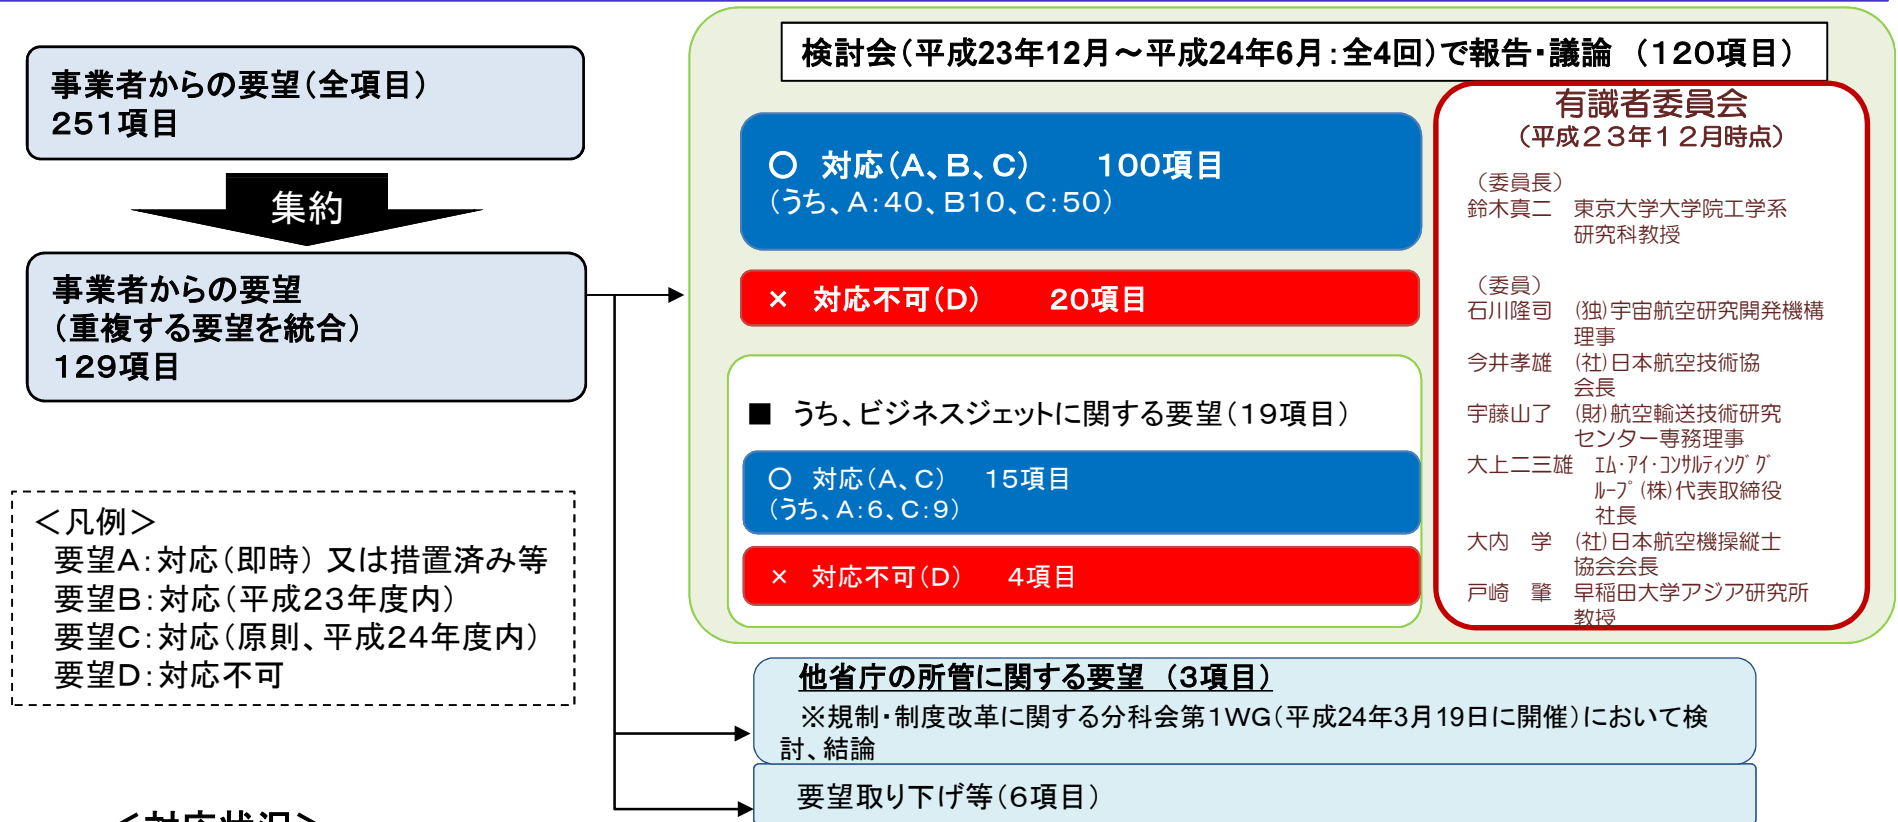 事業者からの要望(全項目)
251項目
集約
事業者からの要望
(重複する要望を統合)
129項目
<凡例>
要望A:対応(即時) 又は措置済み等
要望B:対応(平成23年度内)
要望C:対応(原則、平成24年度内)
要望D:対応不可
検討会(平成23年12月~平成24年6月:全4回)で報告・議論 (120項目)
○ 対応(A、B、C) 100項目
(うち、A:40、B10、C:50)
× 対応不可(D) 20項目
■ うち、ビジネスジェットに関する要望(19項目)
○ 対応(A、C) 15項目
(うち、A:6、C:9)
× 対応不可(D) 4項目
有識者委員会
(平成23年12月時点)
(委員長)
鈴木真二 東京大学大学院工学系
研究科教授
(委員)
石川隆司 (独)宇宙航空研究開発機構
理事
今井孝雄 (社)日本航空技術協
会長
宇藤山了 (財)航空輸送技術研究
センター専務理事
大上二三雄 エム・アイ・コンサルティンググ
ループ(株)代表取締役
社長
大内 学 (社)日本航空機操縦士
協会会長
戸崎 肇 早稲田大学アジア研究所
教授
他省庁の所管に関する要望 (3項目)
※規制・制度改革に関する分科会第1WG(平成24年3月19日に開催)において検
討、結論
要望取り下げ等(6項目)
<対応状況>